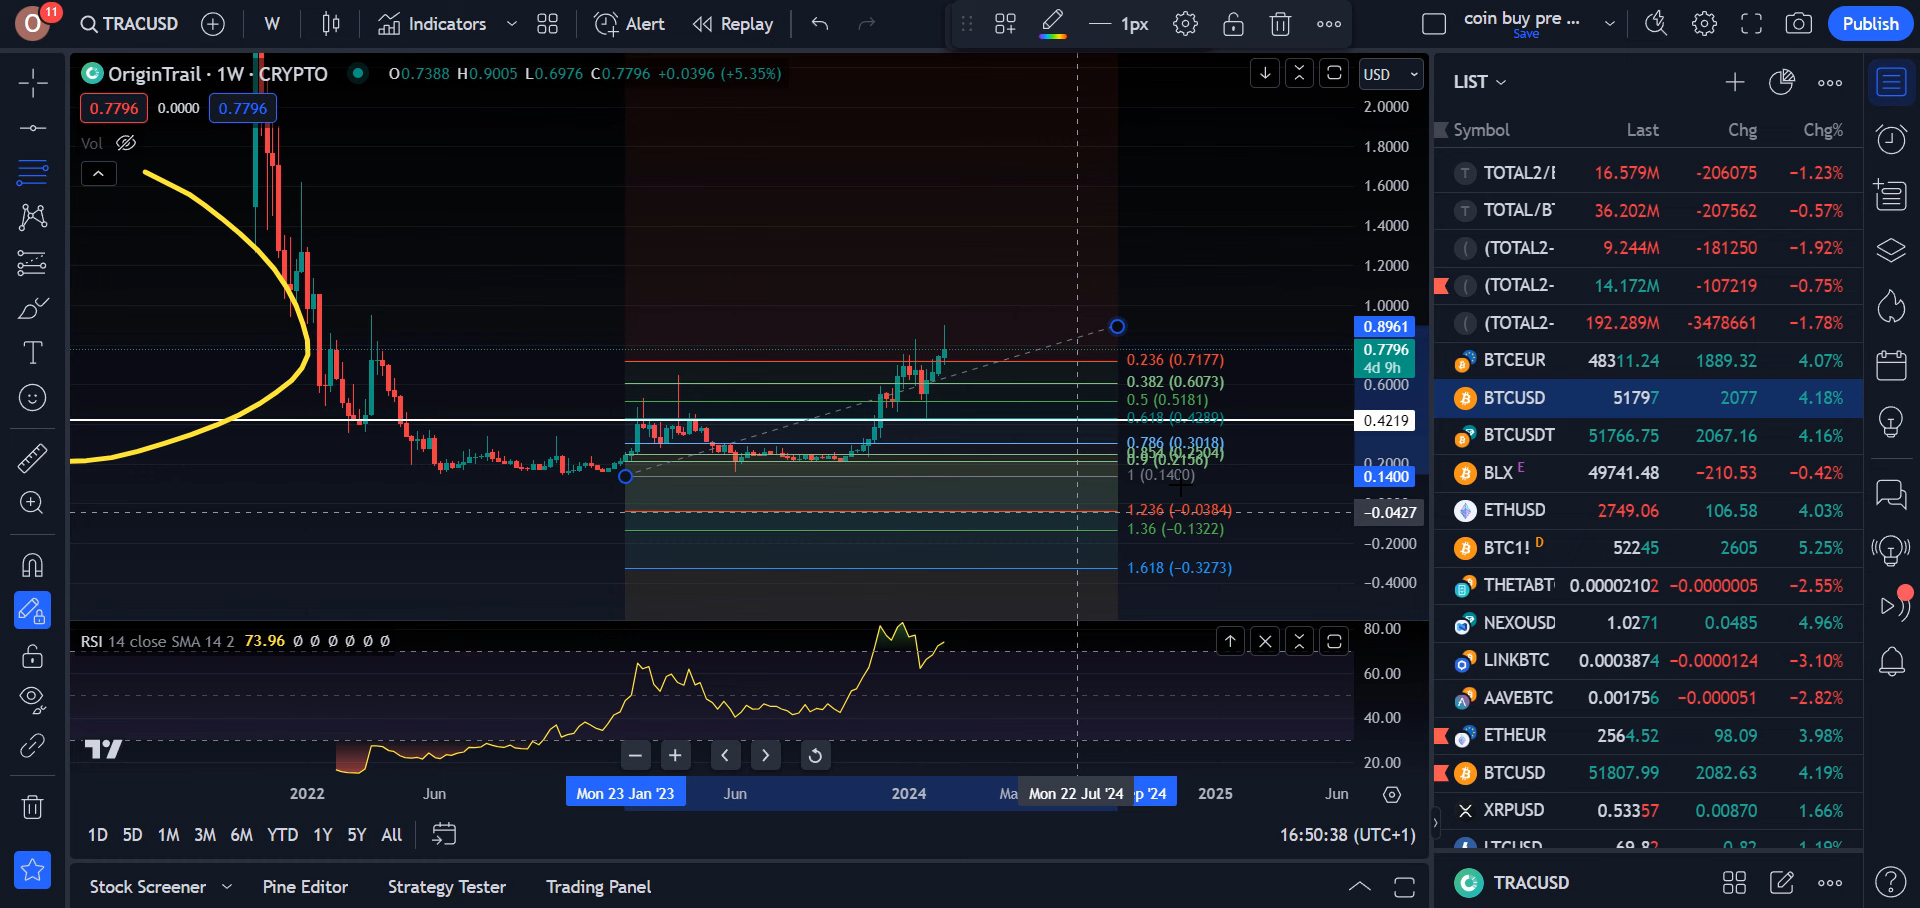 O 11 TRACUSD W Indicators Alert Replay 1px coin buy pre ... Save Publish
OriginTrail · 1W · CRYPTO O0.7388 H0.9005 L0.6976 C0.7796 +0.0396 (+5.35%)
0.7796 0.0000 0.7796
Vol
USD
2.0000
1.8000
1.6000
1.4000
1.2000
1.0000
0.8961
0.7796
4d 9h
0.6000
0.4219
0.2000
0.1400
−0.0427
−0.2000
−0.4000
0.236 (0.7177)
0.382 (0.6073)
0.5 (0.5181)
0.618 (0.4289)
0.786 (0.3018)
0.854 (0.2504)
0.9 (0.2156)
1 (0.1400)
1.236 (−0.0384)
1.36 (−0.1322)
1.618 (−0.3273)
RSI 14 close SMA 14 2 73.96 Ø Ø Ø Ø Ø Ø
80.00
60.00
40.00
20.00
2022 Jun Mon 23 Jan '23 Jun 2024 Ma Mon 22 Jul '24 p '24 2025 Jun
1D 5D 1M 3M 6M YTD 1Y 5Y All 16:50:38 (UTC+1)
Stock Screener Pine Editor Strategy Tester Trading Panel
LIST
Symbol Last Chg Chg%
TOTAL2/E 16.579M -206075 −1.23%
TOTAL/BT 36.202M -207562 −0.57%
(TOTAL2- 9.244M -181250 −1.92%
(TOTAL2- 14.172M -107219 −0.75%
(TOTAL2- 192.289M -3478661 −1.78%
BTCEUR 48311.24 1889.32 4.07%
BTCUSD 51797 2077 4.18%
BTCUSDT 51766.75 2067.16 4.16%
BLX E 49741.48 −210.53 −0.42%
ETHUSD 2749.06 106.58 4.03%
BTC1! D 52245 2605 5.25%
THETABT 0.00002102 −0.0000005 −2.55%
NEXOUSD 1.0271 0.0485 4.96%
LINKBTC 0.0003874 −0.0000124 −3.10%
AAVEBTC 0.001756 −0.000051 −2.82%
ETHEUR 2564.52 98.09 3.98%
BTCUSD 51807.99 2082.63 4.19%
XRPUSD 0.53357 0.00870 1.66%
LTCUSD 69.82 0.82 1.19%
TRACUSD